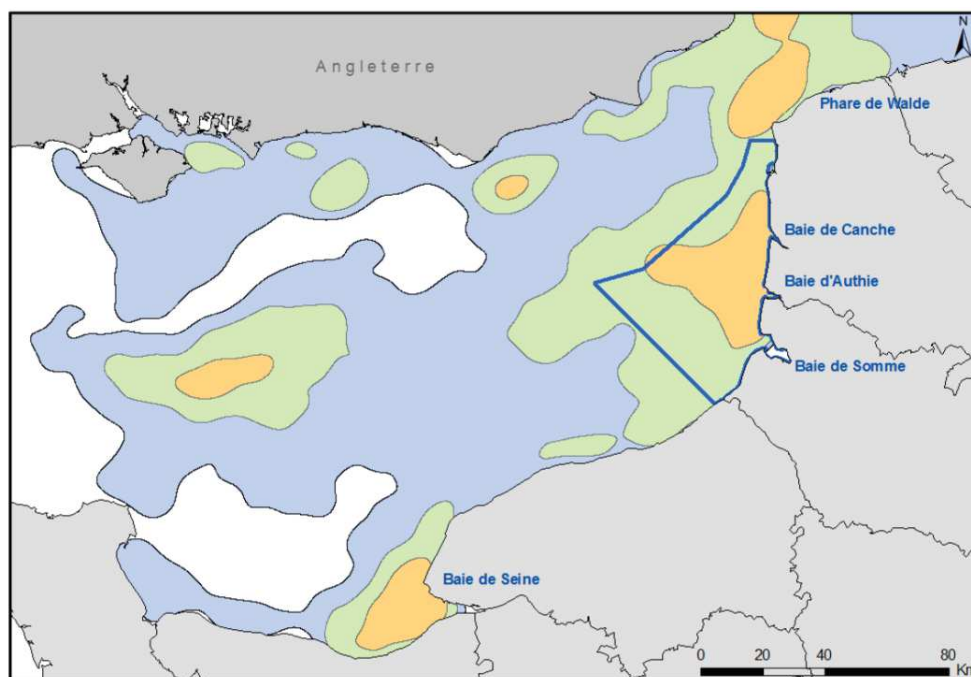 N
Angleterre
Phare de Walde
Baie de Canche
Baie d'Authie
Baie de Somme
Baie de Seine
0 20 40 80
Km